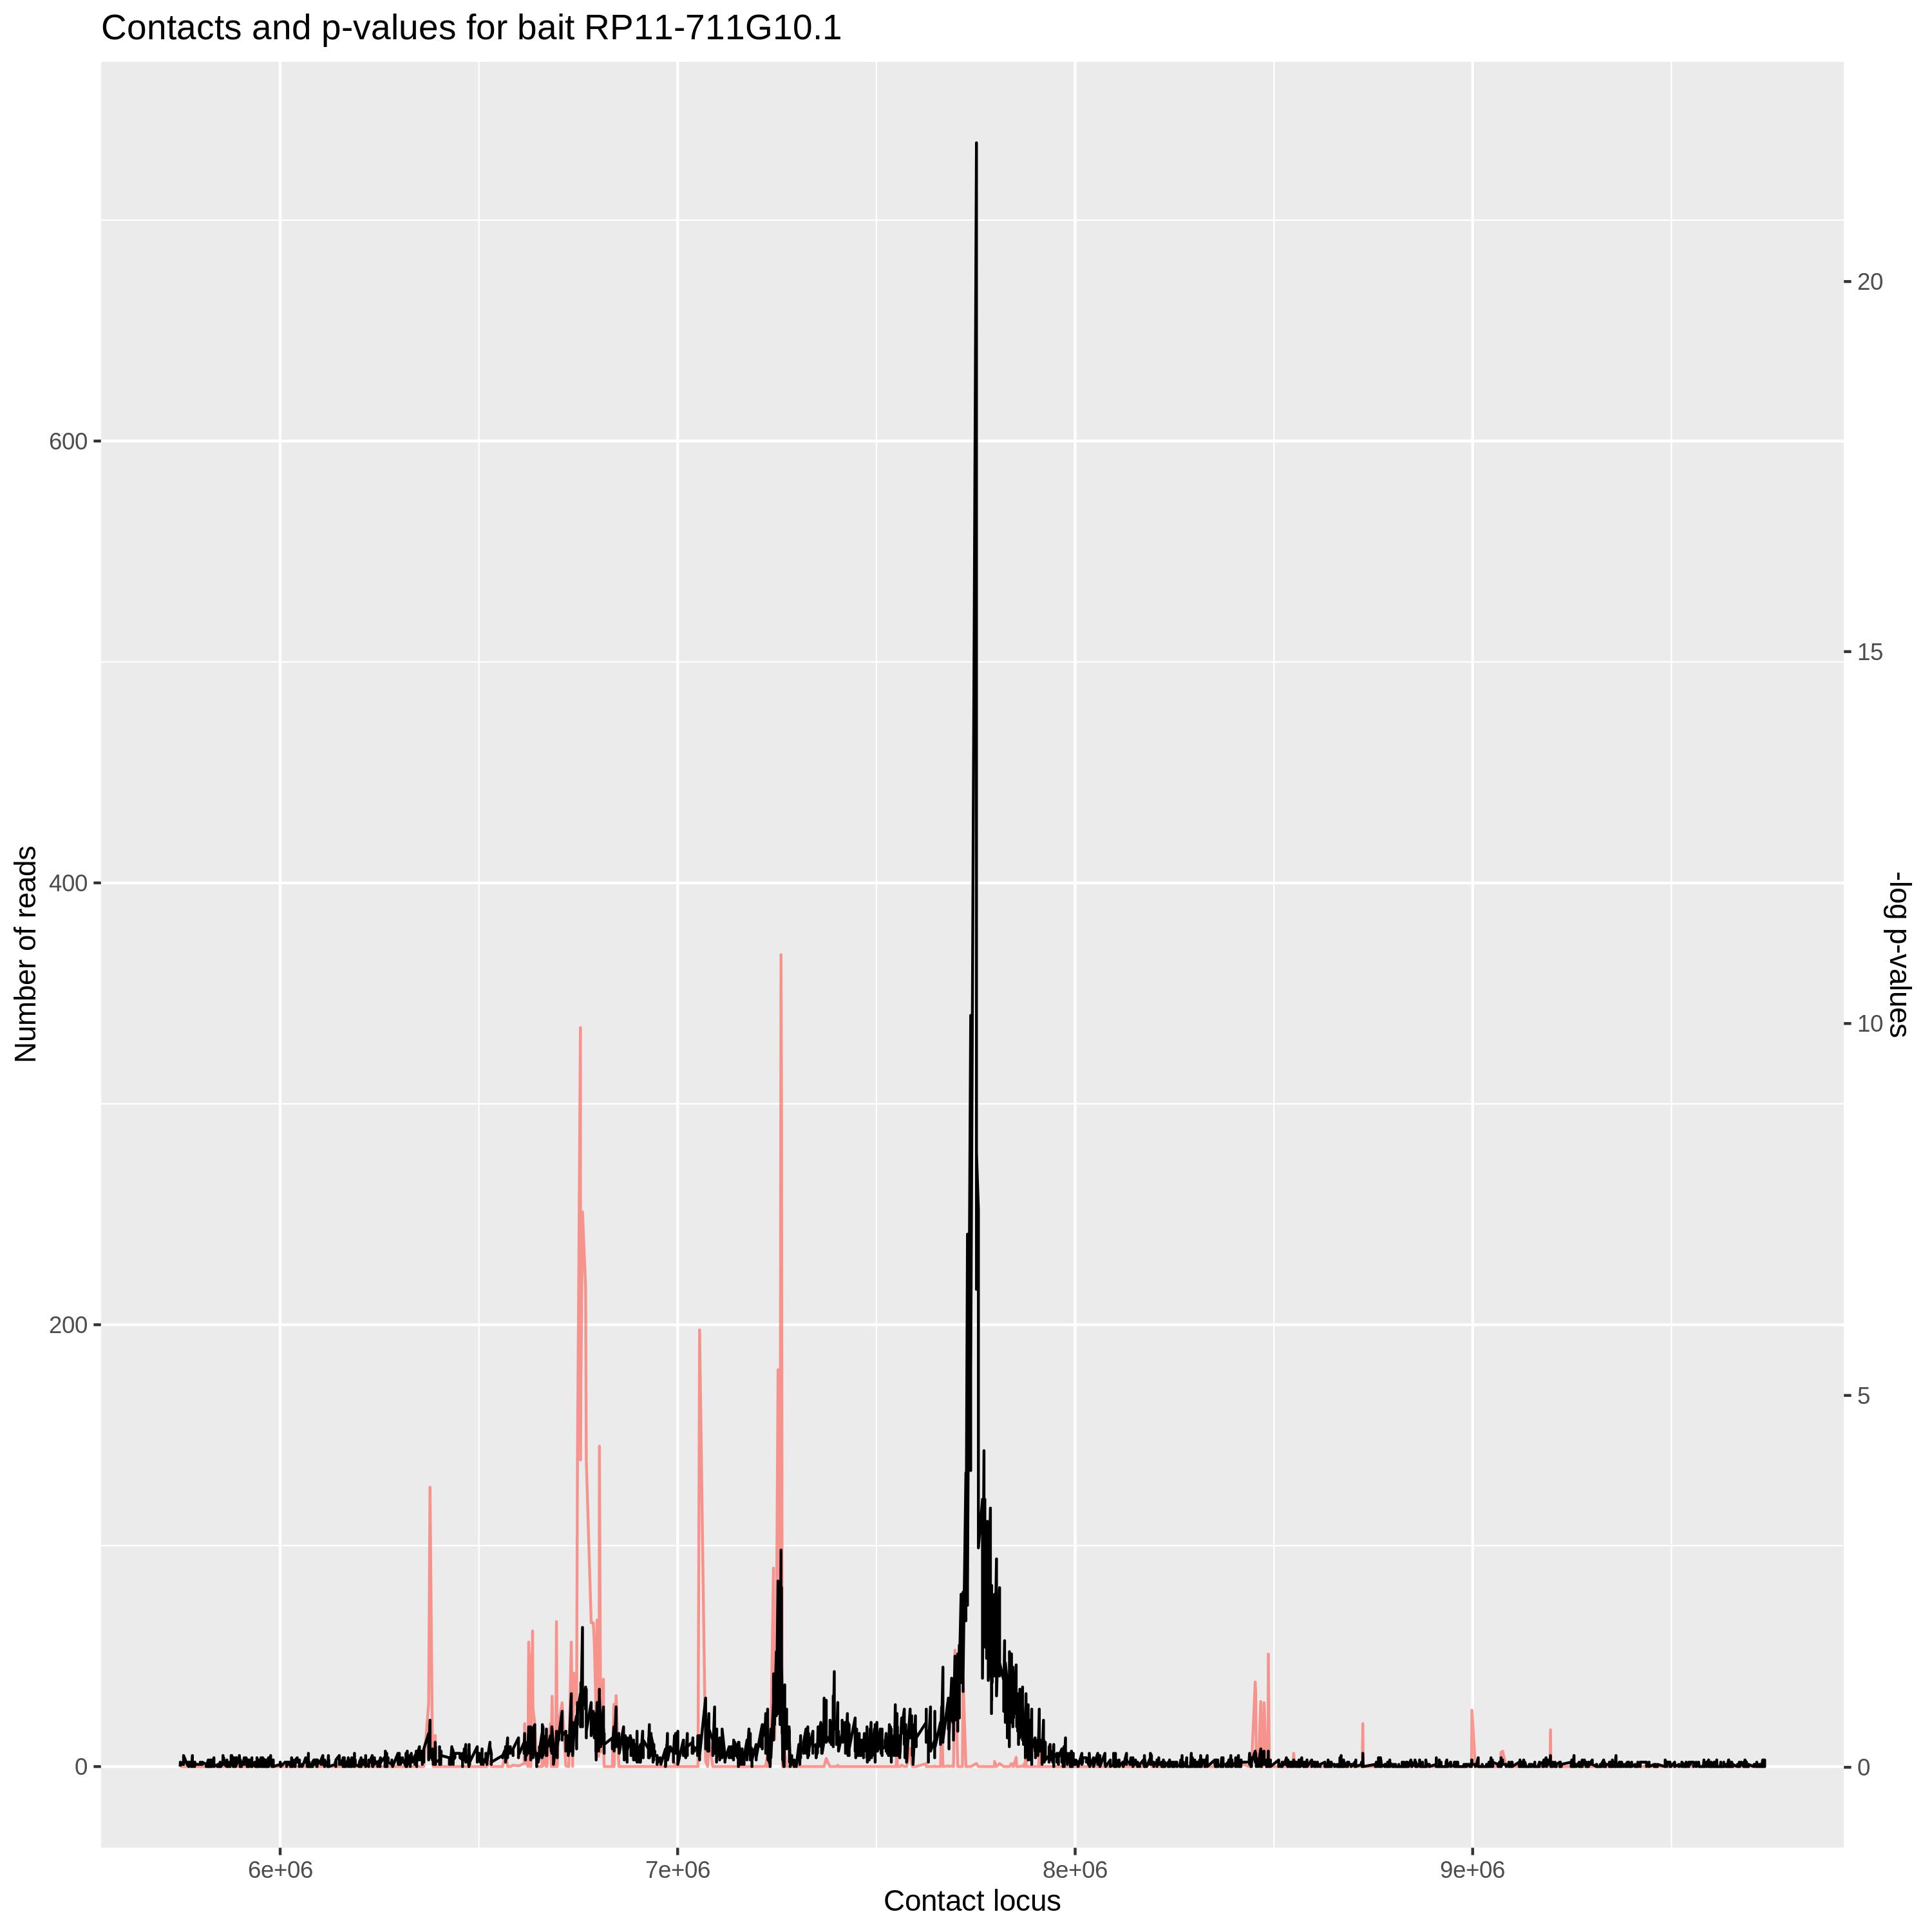 Contacts and p-values for bait RP11-711G10.1
Number of reads
600
400
200
0
20
15
10
5
0
-log p-values
6e+06
7e+06
8e+06
9e+06
Contact locus